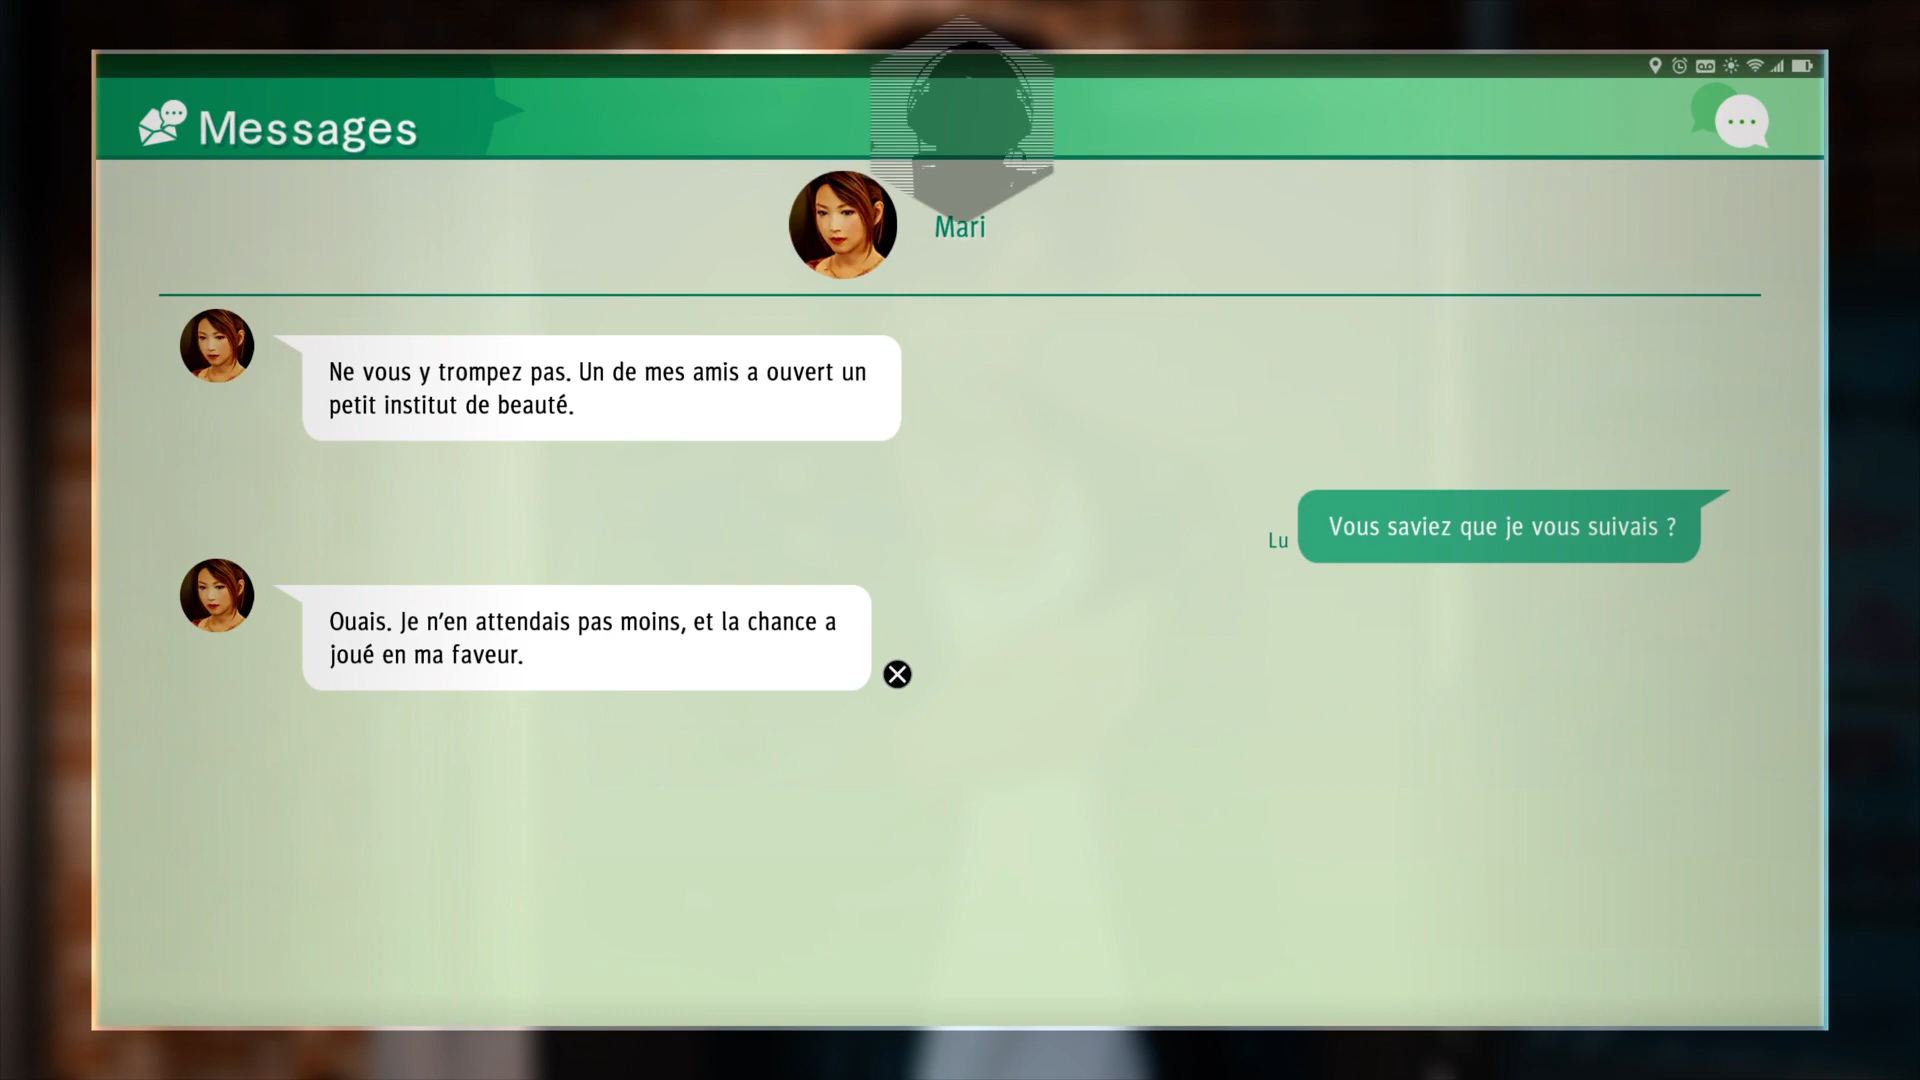 Messages
Mari
Ne vous y trompez pas. Un de mes amis a ouvert un
petit institut de beauté.
Vous saviez que je vous suivais ?
Lu
Ouais. Je n’en attendais pas moins, et la chance a
joué en ma faveur.